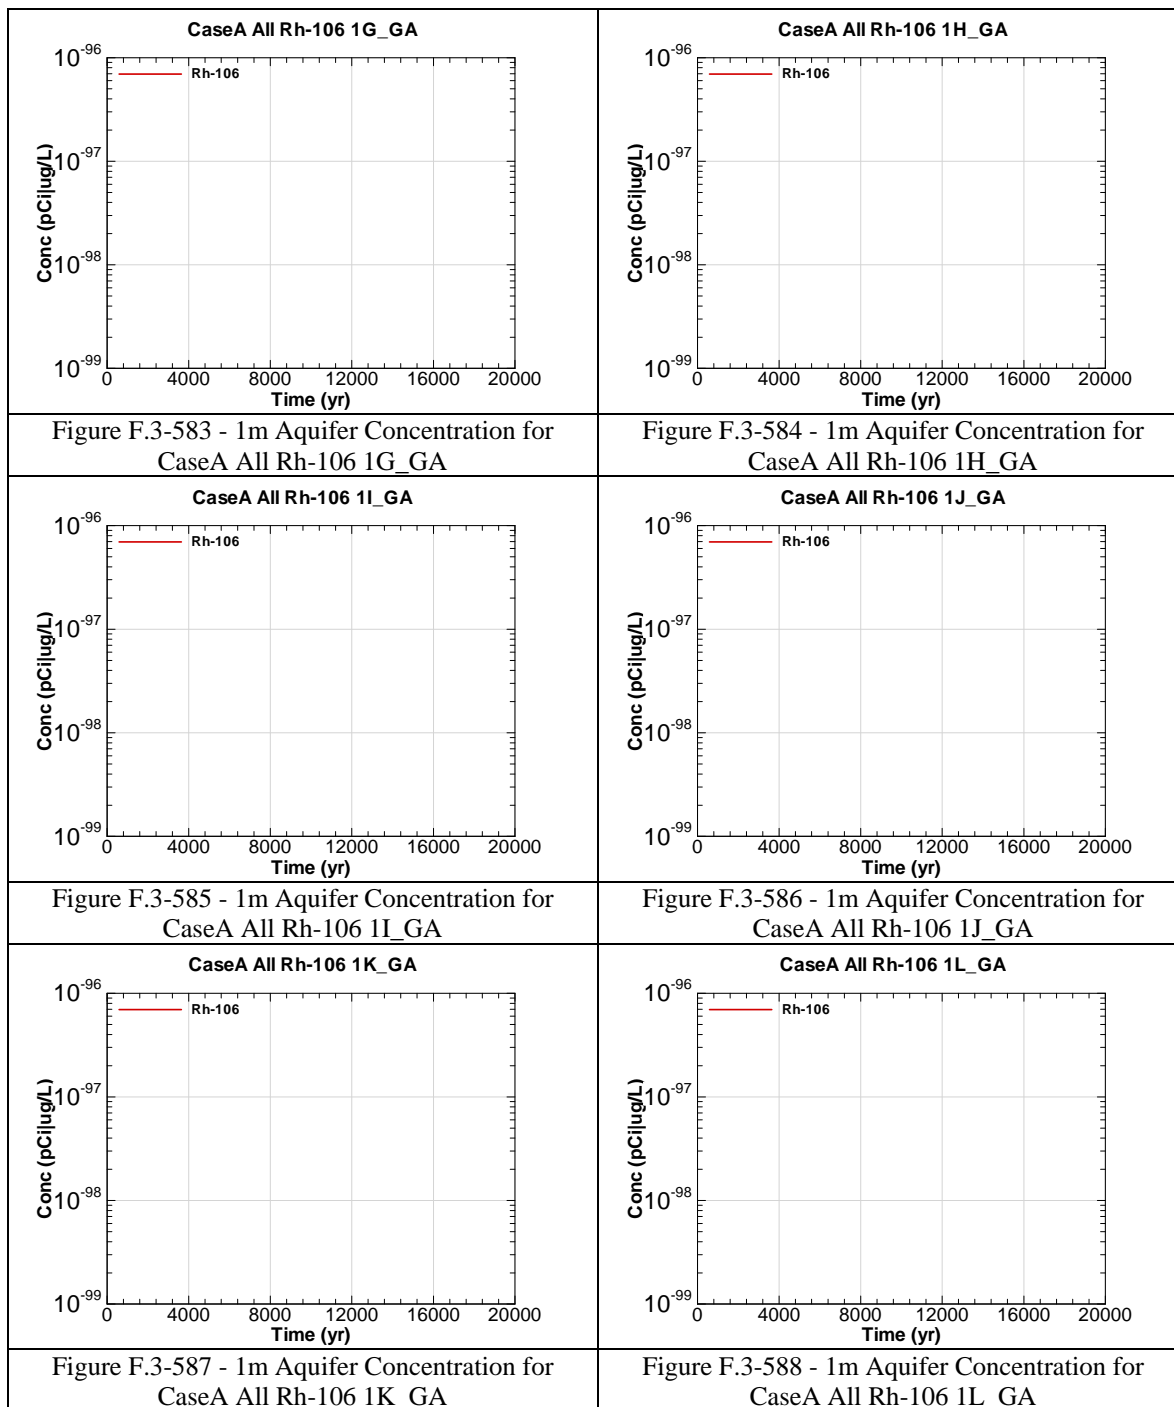 CaseA All Rh-106 1G_GA
Rh-106
Conc (pCi|ug/L)
10^-96
10^-97
10^-98
10^-99
0 4000 8000 12000 16000 20000
Time (yr)
Figure F.3-583 - 1m Aquifer Concentration for
CaseA All Rh-106 1G_GA
CaseA All Rh-106 1H_GA
Rh-106
Conc (pCi|ug/L)
10^-96
10^-97
10^-98
10^-99
0 4000 8000 12000 16000 20000
Time (yr)
Figure F.3-584 - 1m Aquifer Concentration for
CaseA All Rh-106 1H_GA
CaseA All Rh-106 1I_GA
Rh-106
Conc (pCi|ug/L)
10^-96
10^-97
10^-98
10^-99
0 4000 8000 12000 16000 20000
Time (yr)
Figure F.3-585 - 1m Aquifer Concentration for
CaseA All Rh-106 1I_GA
CaseA All Rh-106 1J_GA
Rh-106
Conc (pCi|ug/L)
10^-96
10^-97
10^-98
10^-99
0 4000 8000 12000 16000 20000
Time (yr)
Figure F.3-586 - 1m Aquifer Concentration for
CaseA All Rh-106 1J_GA
CaseA All Rh-106 1K_GA
Rh-106
Conc (pCi|ug/L)
10^-96
10^-97
10^-98
10^-99
0 4000 8000 12000 16000 20000
Time (yr)
Figure F.3-587 - 1m Aquifer Concentration for
CaseA All Rh-106 1K_GA
CaseA All Rh-106 1L_GA
Rh-106
Conc (pCi|ug/L)
10^-96
10^-97
10^-98
10^-99
0 4000 8000 12000 16000 20000
Time (yr)
Figure F.3-588 - 1m Aquifer Concentration for
CaseA All Rh-106 1L_GA